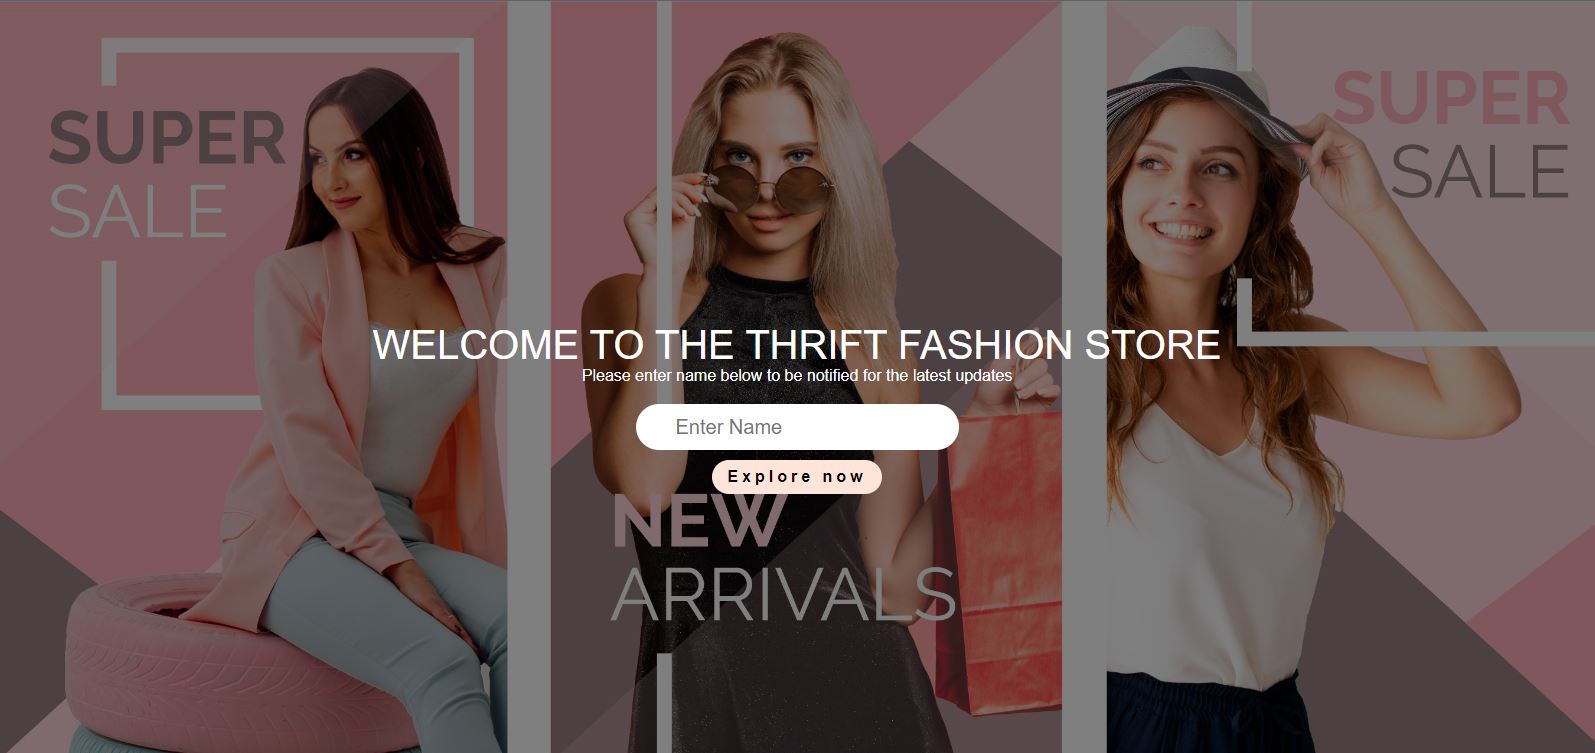 SUPER
SALE
SUPER
SALE
WELCOME TO THE THRIFT FASHION STORE
Please enter name below to be notified for the latest updates
Enter Name
Explore now
NEW
ARRIVALS